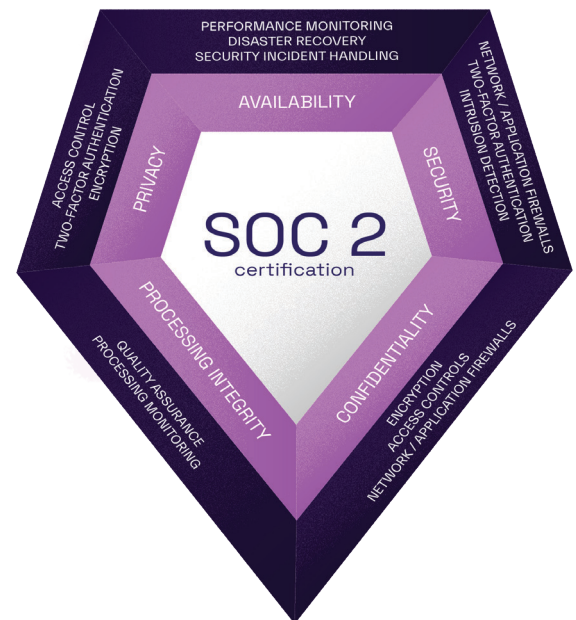 PERFORMANCE MONITORING
DISASTER RECOVERY
SECURITY INCIDENT HANDLING
AVAILABILITY
NETWORK / APPLICATION FIREWALLS
TWO-FACTOR AUTHENTICATION
INTRUSION DETECTION
SECURITY
ACCESS CONTROL
TWO-FACTOR AUTHENTICATION
ENCRYPTION
PRIVACY
SOC 2
certification
PROCESSING INTEGRITY
QUALITY ASSURANCE
PROCESSING MONITORING
CONFIDENTIALITY
ENCRYPTION
ACCESS CONTROLS
NETWORK / APPLICATION FIREWALLS